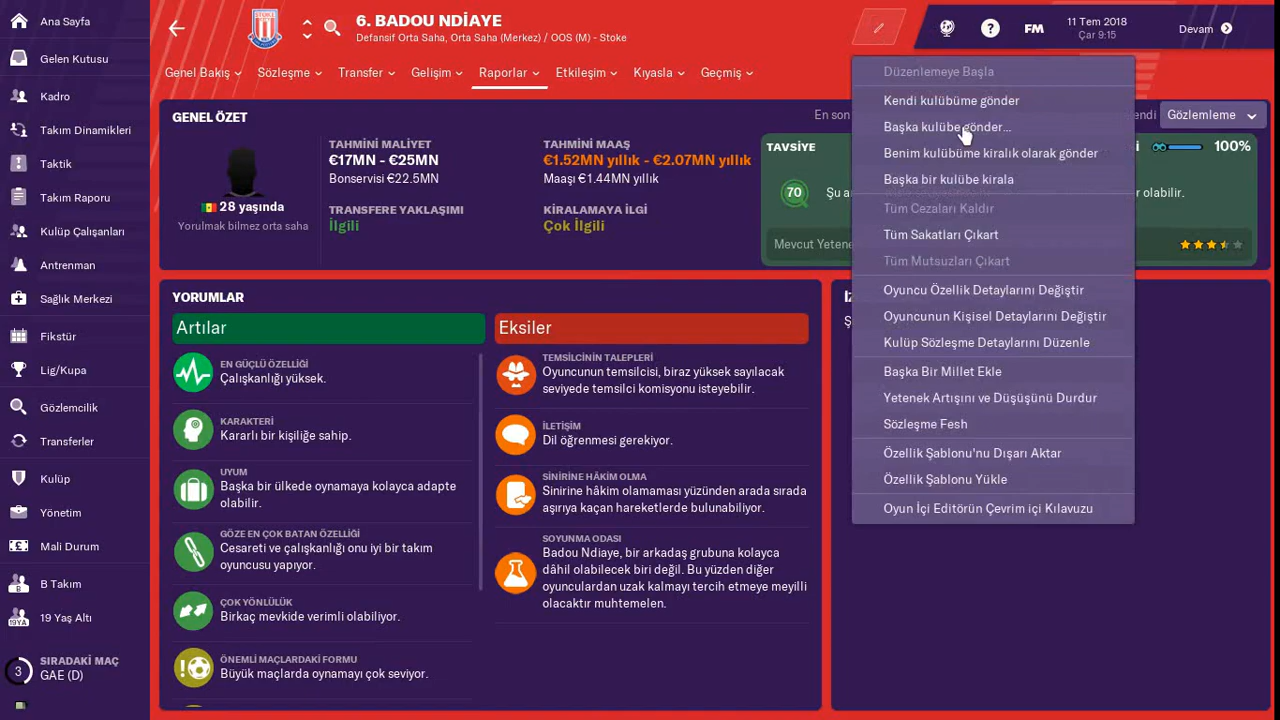 Ana Sayfa
Gelen Kutusu
Kadro
Takım Dinamikleri
Taktik
Takım Raporu
Kulüp Çalışanları
Antrenman
Sağlık Merkezi
Fikstür
Lig/Kupa
Gözlemcilik
Transferler
Kulüp
Yönetim
Mali Durum
B Takım
19 Yaş Altı
3
SIRADAKİ MAÇ
GAE (D)
6. BADOU NDİAYE
Defansif Orta Saha, Orta Saha (Merkez) / OOS (M) - Stoke
FM
11 Tem 2018
Çar 9:15
Devam
Genel Bakış
Sözleşme
Transfer
Gelişim
Raporlar
Etkileşim
Kıyasla
Geçmiş
GENEL ÖZET
En son
endi
Gözlemleme
28 yaşında
Yorulmak bilmez orta saha
TAHMİNİ MALİYET
€17MN - €25MN
Bonservisi €22.5MN
TAHMİNİ MAAŞ
€1.52MN yıllık - €2.07MN yıllık
Maaşı €1.44MN yıllık
TRANSFERE YAKLAŞIMI
İlgili
KİRALAMAYA İLGİ
Çok İlgili
TAVSİYE
70
Şu a
Mevcut Yetene
İ
100%
olabilir.
YORUMLAR
Artılar
EN GÜÇLÜ ÖZELLİĞİ
Çalışkanlığı yüksek.
KARAKTERİ
Kararlı bir kişiliğe sahip.
UYUM
Başka bir ülkede oynamaya kolayca adapte
olabilir.
GÖZE EN ÇOK BATAN ÖZELLİĞİ
Cesareti ve çalışkanlığı onu iyi bir takım
oyuncusu yapıyor.
ÇOK YÖNLÜLÜK
Birkaç mevkide verimli olabiliyor.
ÖNEMLİ MAÇLARDAKİ FORMU
Büyük maçlarda oynamayı çok seviyor.
Eksiler
TEMSİLCİNİN TALEPLERİ
Oyuncunun temsilcisi, biraz yüksek sayılacak
seviyede temsilci komisyonu isteyebilir.
İLETİŞİM
Dil öğrenmesi gerekiyor.
SİNİRİNE HÂKİM OLMA
Sinirine hâkim olamaması yüzünden arada sırada
aşırıya kaçan hareketlerde bulunabiliyor.
SOYUNMA ODASI
Badou Ndiaye, bir arkadaş grubuna kolayca
dâhil olabilecek biri değil. Bu yüzden diğer
oyunculardan uzak kalmayı tercih etmeye meyilli
olacaktır muhtemelen.
Düzenlemeye Başla
Kendi kulübüme gönder
Başka kulübe gönder...
Benim kulübüme kiralık olarak gönder
Başka bir kulübe kirala
Tüm Cezaları Kaldır
Tüm Sakatları Çıkart
Tüm Mutsuzları Çıkart
Oyuncu Özellik Detaylarını Değiştir
Oyuncunun Kişisel Detaylarını Değiştir
Kulüp Sözleşme Detaylarını Düzenle
Başka Bir Millet Ekle
Yetenek Artışını ve Düşüşünü Durdur
Sözleşme Fesh
Özellik Şablonu'nu Dışarı Aktar
Özellik Şablonu Yükle
Oyun İçi Editörün Çevrim içi Kılavuzu